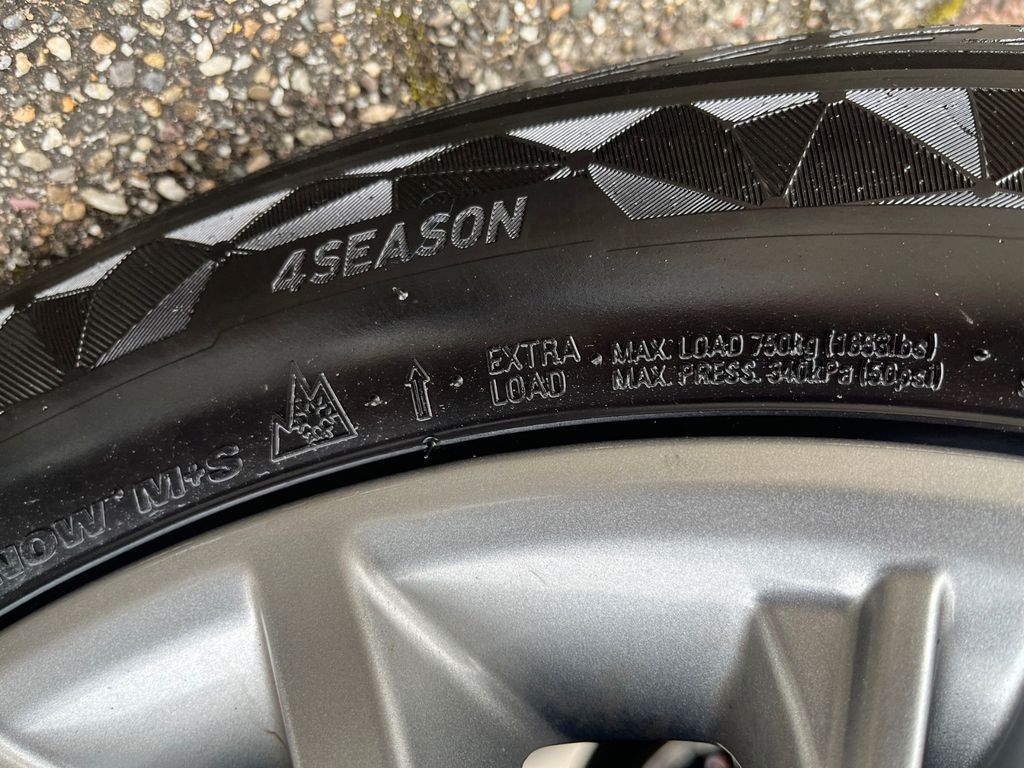 4SEASON
EXTRA
LOAD
MAX. LOAD 750kg (1653lbs)
MAX. PRESS. 340kPa (50psi)
M+S